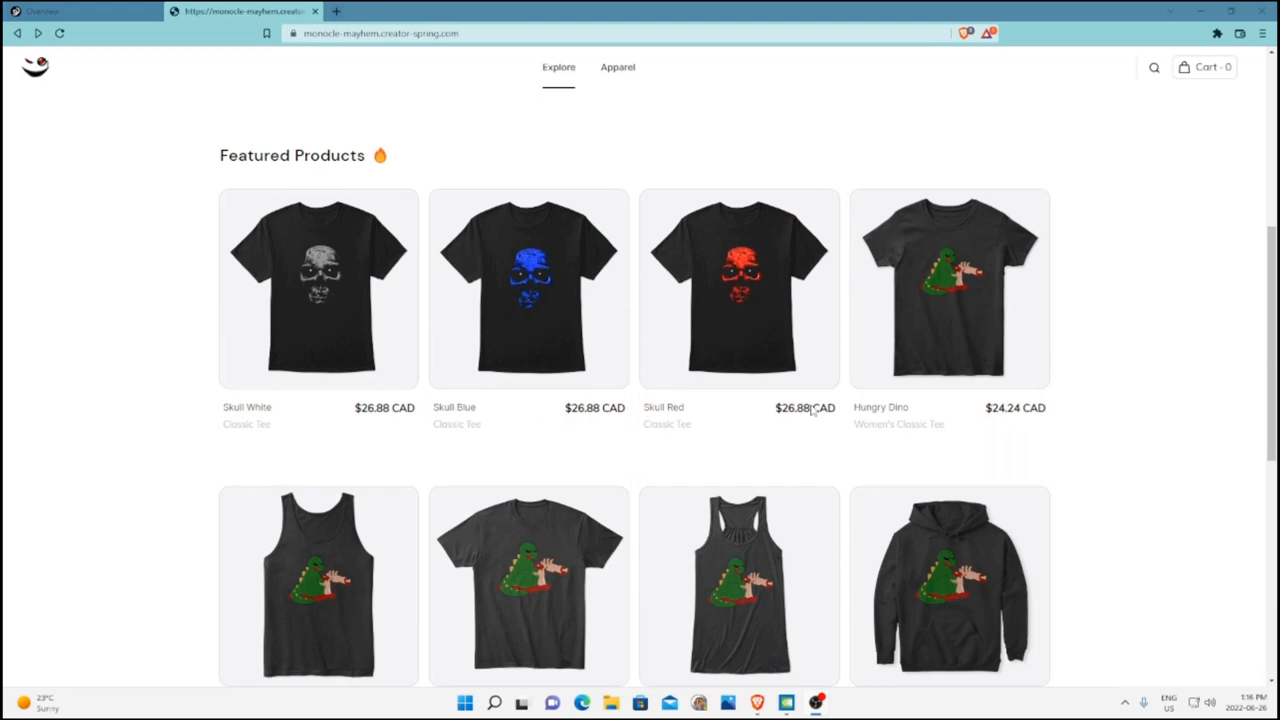 Overview
https://monocle-mayhem.creator
monocle-mayhem.creator-spring.com
Explore
Apparel
Cart - 0
Featured Products 🔥
Skull White
$26.88 CAD
Classic Tee
Skull Blue
$26.88 CAD
Classic Tee
Skull Red
$26.88 CAD
Classic Tee
Hungry Dino
$24.24 CAD
Women's Classic Tee
23°C
Sunny
ENG
US
1:16 PM
2022-06-26